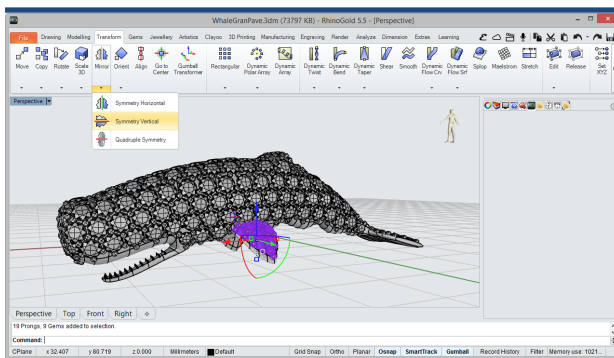 WhaleGranPave.3dm (73797 KB) - RhinoGold 5.5 - [Perspective]
File Drawing Modelling Transform Gems Jewellery Artistics Clayoo 3D Printing Manufacturing Engraving Render Analyze Dimension Extras Learning
Move Copy Rotate Scale 3D Mirror Orient Align Go to Center Gumball Transformer Rectangular Dynamic Polar Array Dynamic Array Dynamic Twist Dynamic Bend Dynamic Taper Shear Smooth Dynamic Flow Crv Dynamic Flow Srf Splop Maelstrom Stretch Edit Release Set XYZ
Perspective
Symmetry Horizontal
Symmetry Vertical
Quadruple Symmetry
Perspective Top Front Right
19 Prongs, 9 Gems added to selection.
Command:
CPlane x 32.407 y 80.719 z 0.000 Millimeters Default Grid Snap Ortho Planar Osnap SmartTrack Gumball Record History Filter Memory use: 1021...